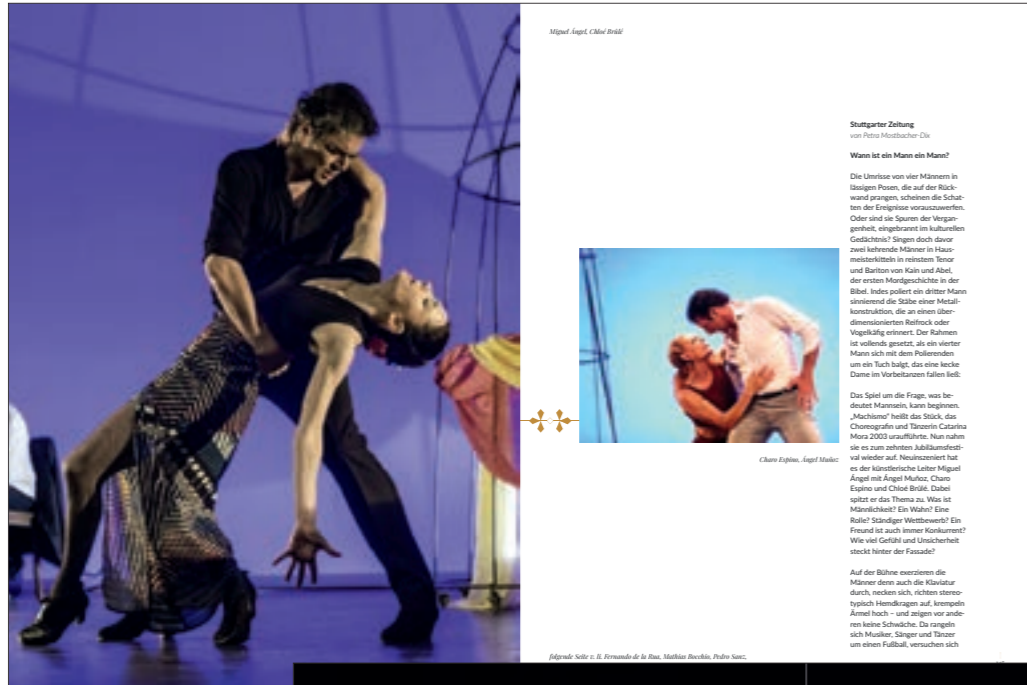 Miguel Ángel, Chloé Brûlé
Stuttgarter Zeitung
von Petra Mostbacher-Dix
Wann ist ein Mann ein Mann?
Die Umrisse von vier Männern in
lässigen Posen, die auf der Rück-
wand prangen, scheinen die Schat-
ten der Ereignisse vorauszuwerfen.
Oder sind sie Spuren der Vergan-
genheit, eingebrannt im kulturellen
Gedächtnis? Singen doch davor
zwei kehrende Männer in Haus-
meisterkitteln in reinstem Tenor
und Bariton von Kain und Abel,
der ersten Mordgeschichte in der
Bibel. Indes poliert ein dritter Mann
sinnierend die Stäbe einer Metall-
konstruktion, die an einen über-
dimensionierten Reifrock oder
Vogelkäfig erinnert. Der Rahmen
ist vollends gesetzt, als ein vierter
Mann sich mit dem Polierenden
um ein Tuch balgt, das eine kecke
Dame im Vorbeitanzen fallen ließ:
Das Spiel um die Frage, was be-
deutet Mannsein, kann beginnen.
„Machismo“ heißt das Stück, das
Choreografin und Tänzerin Catarina
Mora 2003 uraufführte. Nun nahm
sie es zum zehnten Jubiläumsfesti-
val wieder auf. Neuinszeniert hat
es der künstlerische Leiter Miguel
Ángel mit Ángel Muñoz, Charo
Espino und Chloé Brûlé. Dabei
spitzt er das Thema zu. Was ist
Männlichkeit? Ein Wahn? Eine
Rolle? Ständiger Wettbewerb? Ein
Freund ist auch immer Konkurrent?
Wie viel Gefühl und Unsicherheit
steckt hinter der Fassade?
Auf der Bühne exerzieren die
Männer denn auch die Klaviatur
durch, necken sich, richten stereo-
typisch Hemdkragen auf, krempeln
Ärmel hoch – und zeigen vor ande-
ren keine Schwäche. Da rangeln
sich Musiker, Sänger und Tänzer
um einen Fußball, versuchen sich
Charo Espino, Ángel Muñoz
folgende Seite v. li. Fernando de la Rua, Mathias Bocchio, Pedro Sanz,